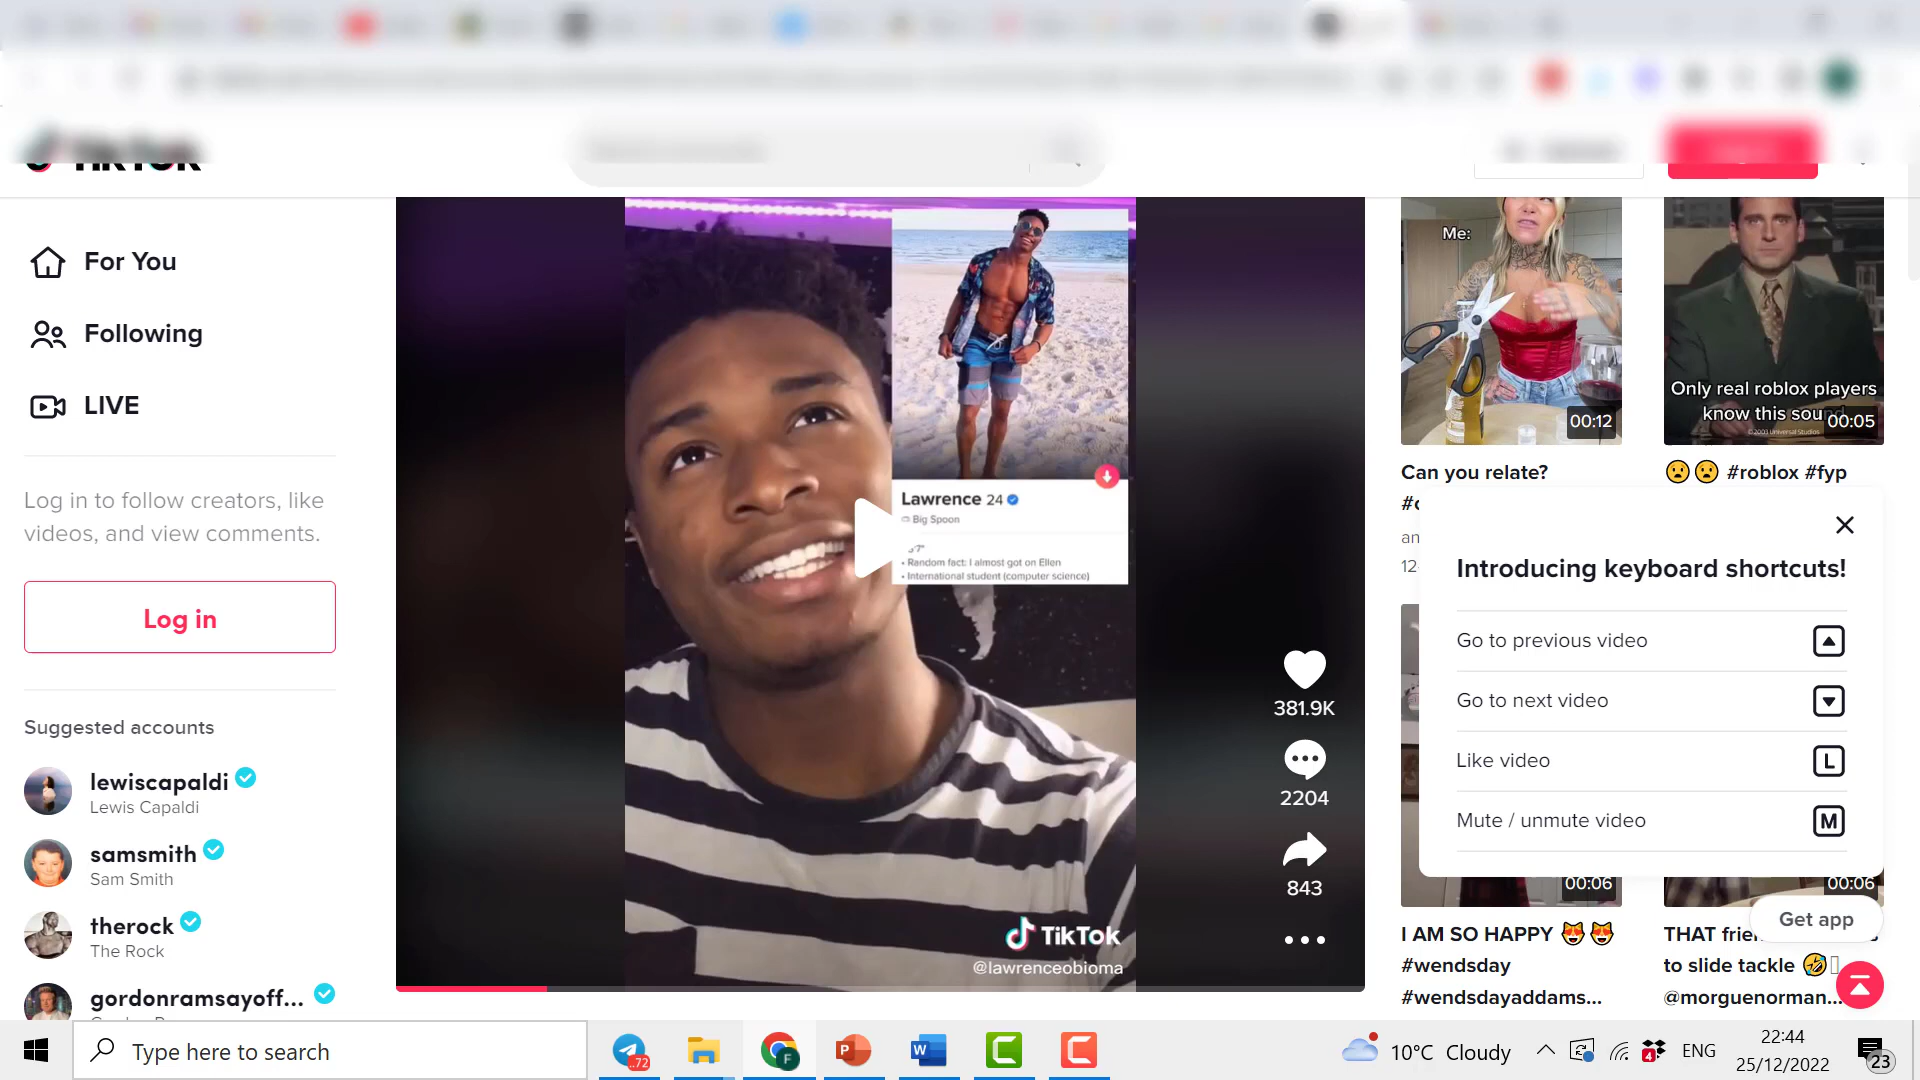 For You
Following
LIVE
Log in to follow creators, like
videos, and view comments.
Log in
Suggested accounts
lewiscapaldi
Lewis Capaldi
samsmith
Sam Smith
therock
The Rock
gordonramsayoff...
Lawrence 24
Big Spoon
• Random fact: I almost got on Ellen
• International student (computer science)
381.9K
2204
843
TikTok
@lawrenceobioma
Me:
00:12
Can you relate?
Only real roblox players
know this sou
©2003 Universal Studios
00:05
#roblox #fyp
Introducing keyboard shortcuts!
Go to previous video
Go to next video
Like video
L
Mute / unmute video
M
00:06
I AM SO HAPPY 😻😻
#wendsday
#wendsdayaddams...
00:06
THAT
to slide tackle 🤣
@morguenorman...
Get app
Type here to search
72
F
P
W
C
C
10°C Cloudy
4
ENG
22:44
25/12/2022
23